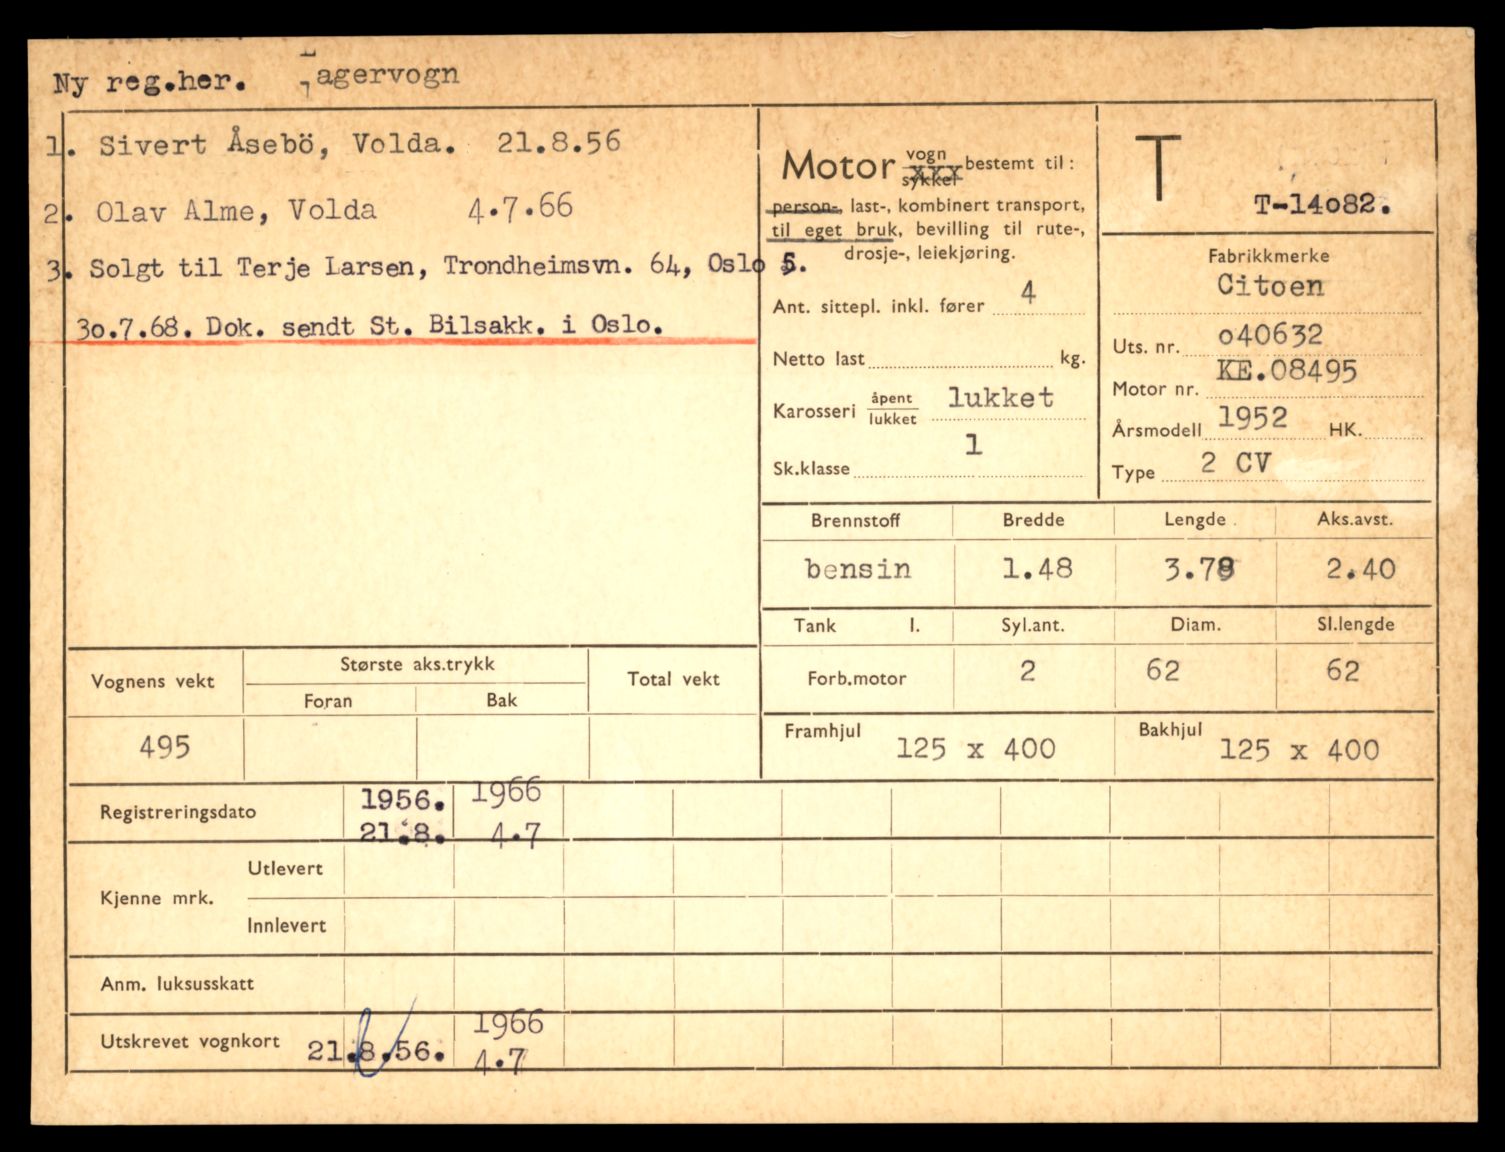 Ny reg.her. Lagervogn
1. Sivert Åsebö, Volda. 21.8.56
2. Olav Alme, Volda 4.7.66
3. Solgt til Terje Larsen, Trondheimsvn. 64, Oslo 5.
3o.7.68. Dok. sendt St. Bilsakk. i Oslo.
Motor vogn sykkel bestemt til:
person-, last-, kombinert transport,
til eget bruk, bevilling til rute-,
drosje-, leiekjøring.
Ant. sittepl. inkl. fører 4
Netto last kg.
Karosseri åpent lukket lukket
Sk.klasse 1
T
T-14o82.
Fabrikkmerke
Citoen
Uts. nr. o40632
Motor nr. KE.08495
Årsmodell 1952 HK.
Type 2 CV
Brennstoff Bredde Lengde Aks.avst.
bensin 1.48 3.78 2.40
Tank l. Syl.ant. Diam. Sl.lengde
Forb.motor 2 62 62
Framhjul 125 x 400 Bakhjul 125 x 400
Vognens vekt Største aks.trykk Total vekt
Foran Bak
495
Registreringsdato 1956. 1966
21.8. 4.7
Kjenne mrk. Utlevert
Innlevert
Anm. luksusskatt
Utskrevet vognkort 21.8.56. 1966
4.7